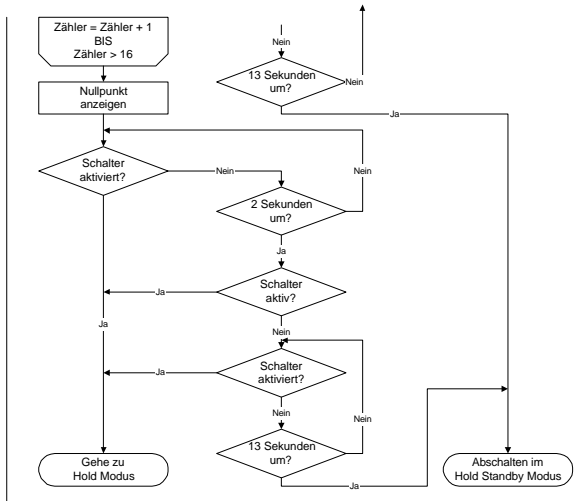 Zähler = Zähler + 1
BIS
Zähler > 16
Nein
13 Sekunden
um?
Nein
Nullpunkt
anzeigen
Ja
Schalter
aktiviert?
Nein
Nein
2 Sekunden
um?
Ja
Ja
Schalter
aktiv?
Ja
Nein
Ja
Schalter
aktiviert?
Nein
Nein
13 Sekunden
um?
Ja
Gehe zu
Hold Modus
Abschalten im
Hold Standby Modus